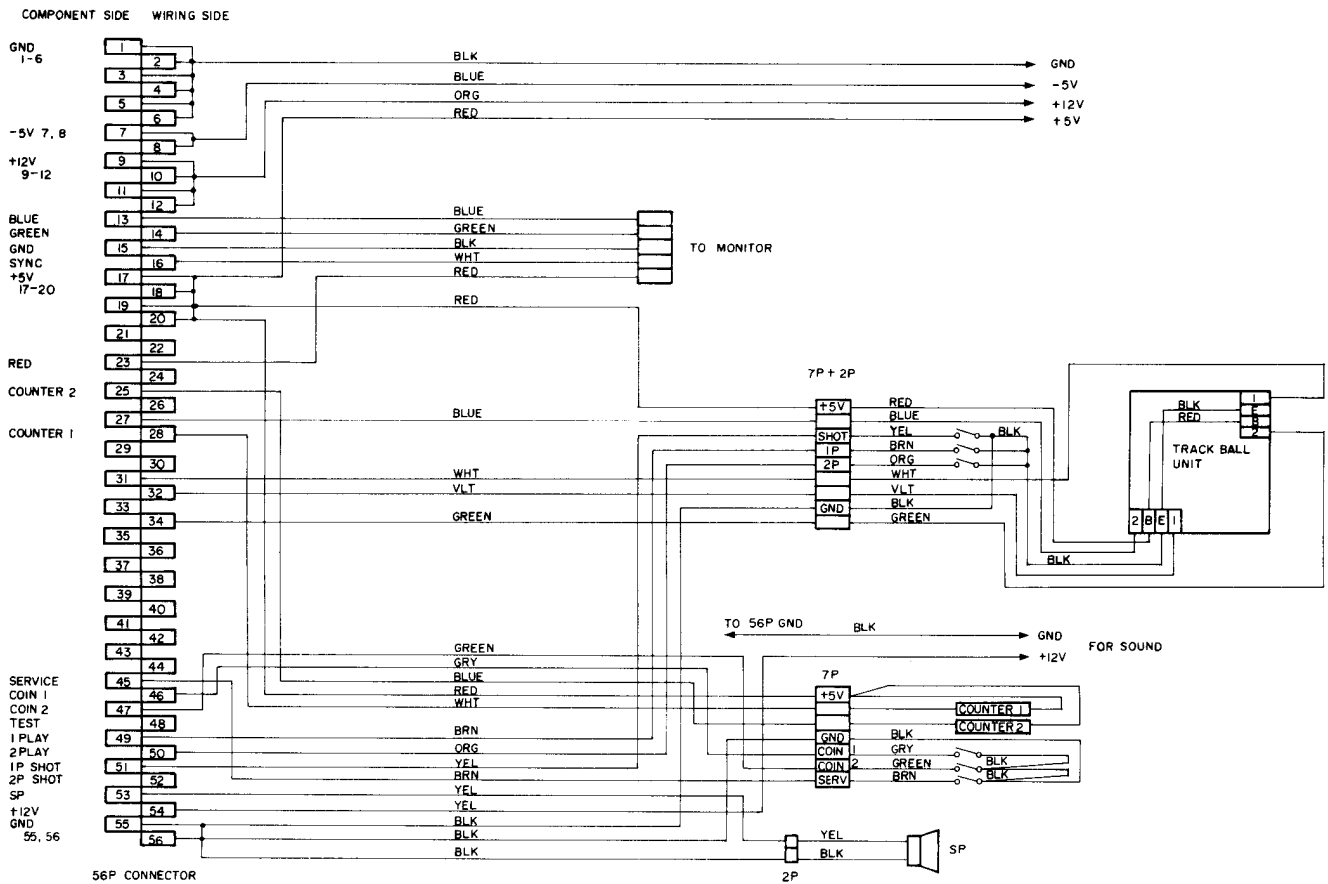 COMPONENT SIDE WIRING SIDE
GND
1-6
-5V 7, 8
+12V
9-12
BLUE
GREEN
GND
SYNC
+5V
17-20
RED
COUNTER 2
COUNTER 1
SERVICE
COIN 1
COIN 2
TEST
1 PLAY
2 PLAY
1P SHOT
2P SHOT
SP
+12V
GND
55, 56
1
2
3
4
5
6
7
8
9
10
11
12
13
14
15
16
17
18
19
20
21
22
23
24
25
26
27
28
29
30
31
32
33
34
35
36
37
38
39
40
41
42
43
44
45
46
47
48
49
50
51
52
53
54
55
56
56P CONNECTOR
BLK
BLUE
ORG
RED
GND
-5V
+12V
+5V
BLUE
GREEN
BLK
WHT
RED
TO MONITOR
RED
BLUE
WHT
VLT
GREEN
7P + 2P
+5V
SHOT
1P
2P
GND
RED
BLUE
YEL
BRN
ORG
WHT
VLT
BLK
GREEN
BLK
BLK
BLK
RED
1
E
B
2
TRACK BALL
UNIT
2 B E 1
TO 56P GND BLK GND
+12V
FOR SOUND
GREEN
GRY
BLUE
RED
WHT
BRN
ORG
YEL
BRN
YEL
YEL
BLK
BLK
BLK
7P
+5V
GND
COIN 1
COIN 2
SERV
COUNTER 1
COUNTER 2
BLK
GRY
GREEN
BRN
BLK
BLK
YEL
BLK
SP
2P